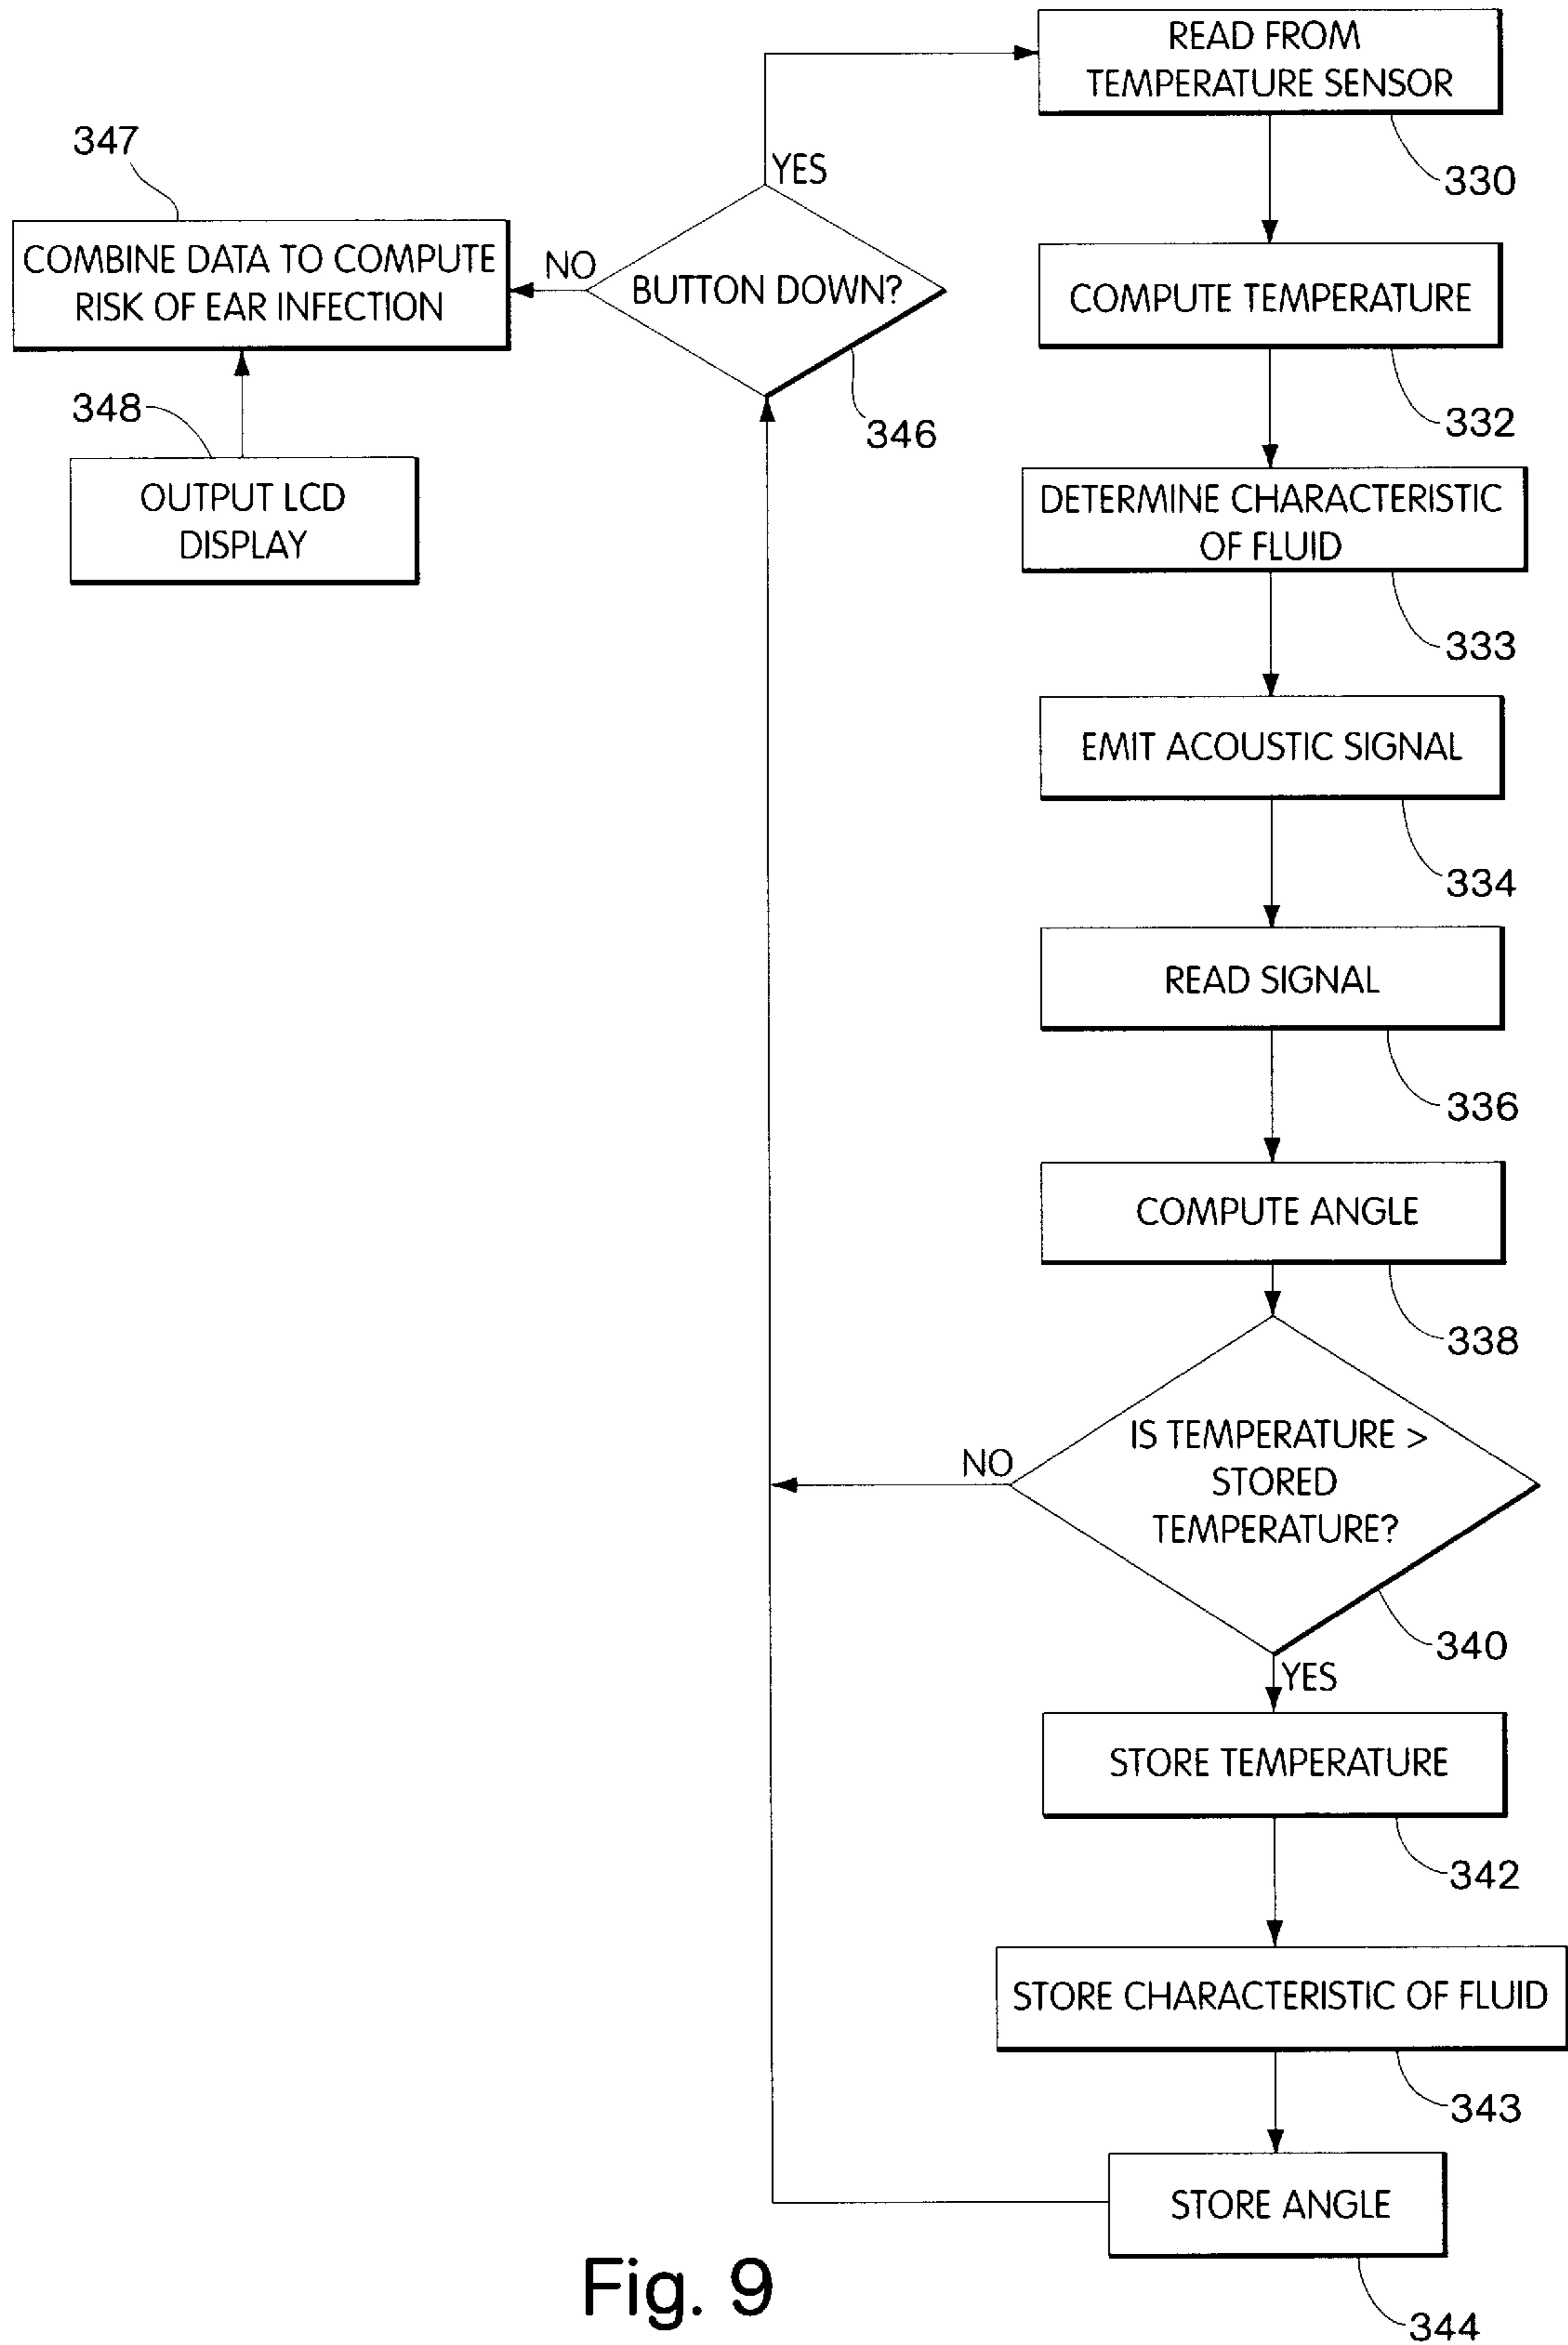 READ FROM
TEMPERATURE SENSOR
330
347
YES
COMBINE DATA TO COMPUTE
RISK OF EAR INFECTION
NO
BUTTON DOWN?
346
COMPUTE TEMPERATURE
332
348
OUTPUT LCD
DISPLAY
DETERMINE CHARACTERISTIC
OF FLUID
333
EMIT ACOUSTIC SIGNAL
334
READ SIGNAL
336
COMPUTE ANGLE
338
IS TEMPERATURE >
STORED
TEMPERATURE?
NO
340
YES
STORE TEMPERATURE
342
STORE CHARACTERISTIC OF FLUID
343
STORE ANGLE
344
Fig. 9